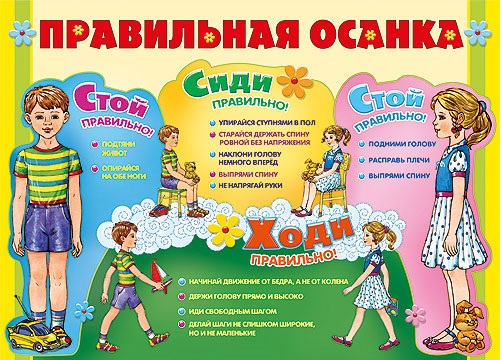 ПРАВИЛЬНАЯ ОСАНКА
Стой
ПРАВИЛЬНО!
ПОДТЯНИ
ЖИВОТ
ОПИРАЙСЯ
НА ОБЕ НОГИ
Сиди
ПРАВИЛЬНО!
УПИРАЙСЯ СТУПНЯМИ В ПОЛ
СТАРАЙСЯ ДЕРЖАТЬ СПИНУ
РОВНОЙ БЕЗ НАПРЯЖЕНИЯ
НАКЛОНИ ГОЛОВУ
НЕМНОГО ВПЕРЁД
ВЫПРЯМИ СПИНУ
НЕ НАПРЯГАЙ РУКИ
Стой
ПРАВИЛЬНО!
ПОДНИМИ ГОЛОВУ
РАСПРАВЬ ПЛЕЧИ
ВЫПРЯМИ СПИНУ
Ходи
ПРАВИЛЬНО!
НАЧИНАЙ ДВИЖЕНИЕ ОТ БЕДРА, А НЕ ОТ КОЛЕНА
ДЕРЖИ ГОЛОВУ ПРЯМО И ВЫСОКО
ИДИ СВОБОДНЫМ ШАГОМ
ДЕЛАЙ ШАГИ НЕ СЛИШКОМ ШИРОКИЕ,
НО И НЕ МАЛЕНЬКИЕ